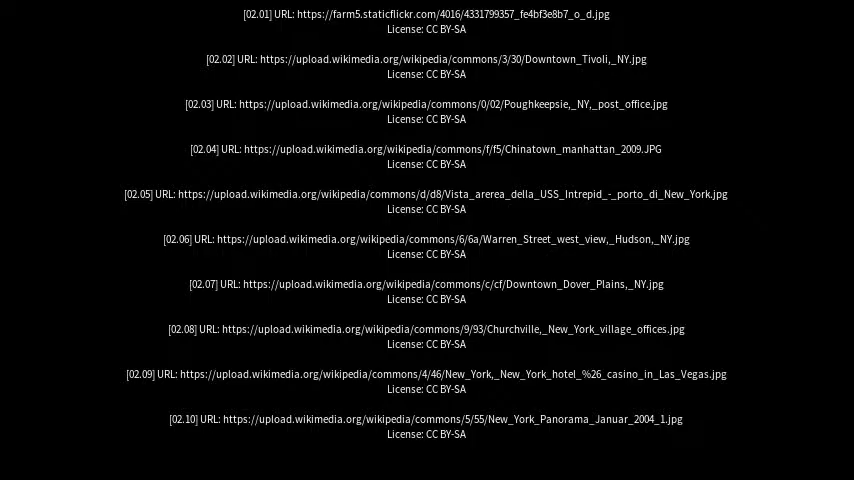 [02.01] URL: https://farm5.staticflickr.com/4016/4331799357_fe4bf3e8b7_o_d.jpg
License: CC BY-SA
[02.02] URL: https://upload.wikimedia.org/wikipedia/commons/3/30/Downtown_Tivoli,_NY.jpg
License: CC BY-SA
[02.03] URL: https://upload.wikimedia.org/wikipedia/commons/0/02/Poughkeepsie,_NY,_post_office.jpg
License: CC BY-SA
[02.04] URL: https://upload.wikimedia.org/wikipedia/commons/f/f5/Chinatown_manhattan_2009.JPG
License: CC BY-SA
[02.05] URL: https://upload.wikimedia.org/wikipedia/commons/d/d8/Vista_arerea_della_USS_Intrepid_-_porto_di_New_York.jpg
License: CC BY-SA
[02.06] URL: https://upload.wikimedia.org/wikipedia/commons/6/6a/Warren_Street_west_view,_Hudson,_NY.jpg
License: CC BY-SA
[02.07] URL: https://upload.wikimedia.org/wikipedia/commons/c/cf/Downtown_Dover_Plains,_NY.jpg
License: CC BY-SA
[02.08] URL: https://upload.wikimedia.org/wikipedia/commons/9/93/Churchville,_New_York_village_offices.jpg
License: CC BY-SA
[02.09] URL: https://upload.wikimedia.org/wikipedia/commons/4/46/New_York,_New_York_hotel_%26_casino_in_Las_Vegas.jpg
License: CC BY-SA
[02.10] URL: https://upload.wikimedia.org/wikipedia/commons/5/55/New_York_Panorama_Januar_2004_1.jpg
License: CC BY-SA